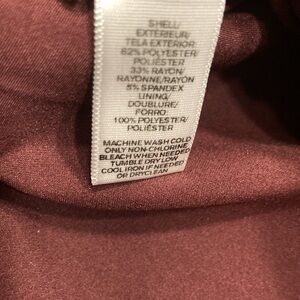 SHELL/
EXTERIEUR/
TELA EXTERIOR
62% POLYESTER/
POLIESTER
33% RAYON/
RAYONNE/RAYON
5% SPANDEX
LINING/
DOUBLURE/
FORRO:
100% POLYESTER/
POLIÉSTER
MACHINE WASH COLD
ONLY NON-CHLORINE
BLEACH WHEN NEEDED
TUMBLE DRY LOW
COOL IRON IF NEEDED
OR DRYCLEAN